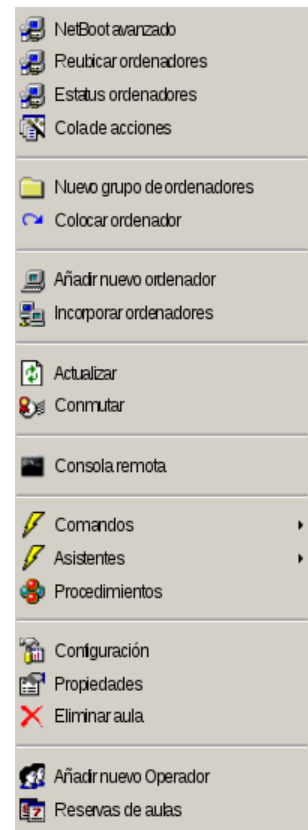 NetBoot avanzado
Reubicar ordenadores
Estatus ordenadores
Cola de acciones
Nuevo grupo de ordenadores
Colocar ordenador
Añadir nuevo ordenador
Incorporar ordenadores
Actualizar
Conmutar
Consola remota
Comandos
Asistentes
Procedimientos
Configuración
Propiedades
Eliminar aula
Añadir nuevo Operador
Reservas de aulas